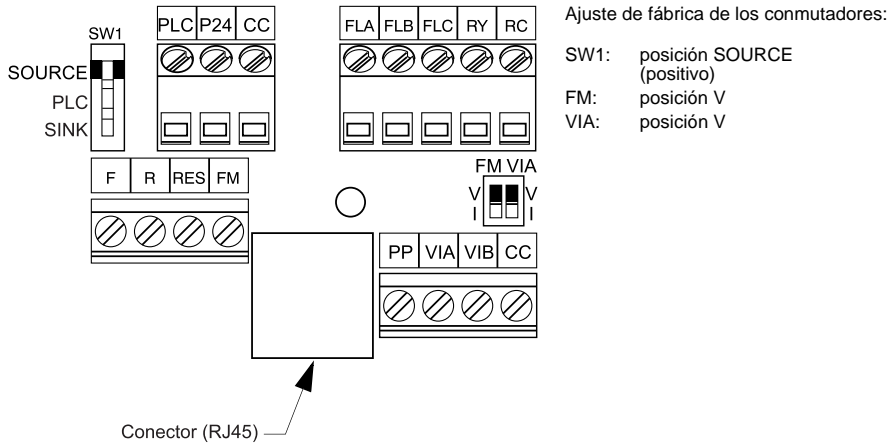 SW1
SOURCE
PLC
SINK
PLC P24 CC
FLA FLB FLC RY RC
F R RES FM
FM VIA
V V
I I
PP VIA VIB CC
Conector (RJ45)
Ajuste de fábrica de los conmutadores:
SW1: posición SOURCE
(positivo)
FM: posición V
VIA: posición V